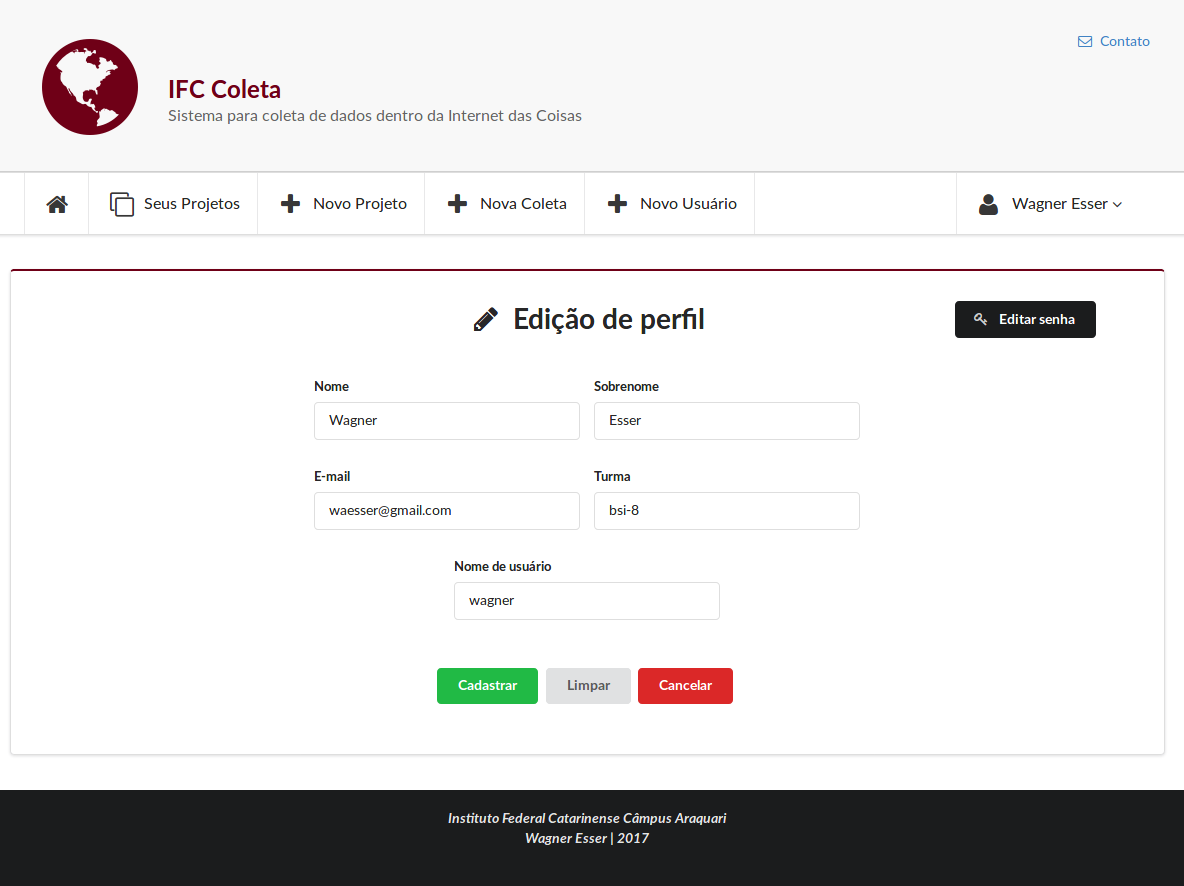 Contato
IFC Coleta
Sistema para coleta de dados dentro da Internet das Coisas
Seus Projetos Novo Projeto Nova Coleta Novo Usuário Wagner Esser
Edição de perfil Editar senha
Nome Sobrenome
Wagner Esser
E-mail Turma
waesser@gmail.com bsi-8
Nome de usuário
wagner
Cadastrar Limpar Cancelar
Instituto Federal Catarinense Câmpus Araquari
Wagner Esser | 2017